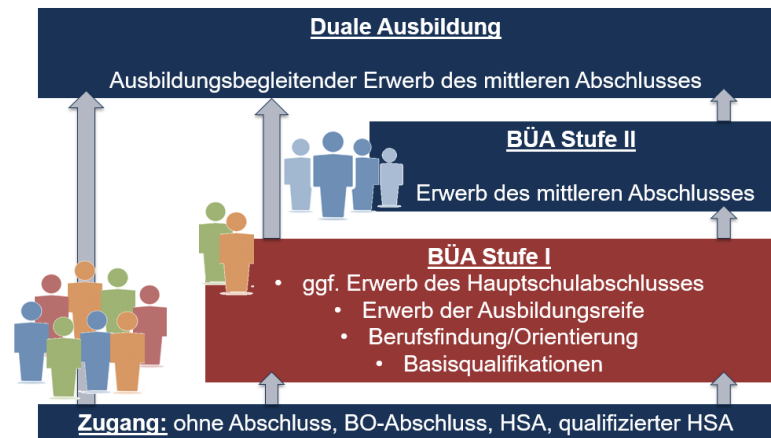 Duale Ausbildung
Ausbildungsbegleitender Erwerb des mittleren Abschlusses
BÜA Stufe II
Erwerb des mittleren Abschlusses
BÜA Stufe I
• ggf. Erwerb des Hauptschulabschlusses
• Erwerb der Ausbildungsreife
• Berufsfindung/Orientierung
• Basisqualifikationen
Zugang: ohne Abschluss, BO-Abschluss, HSA, qualifizierter HSA